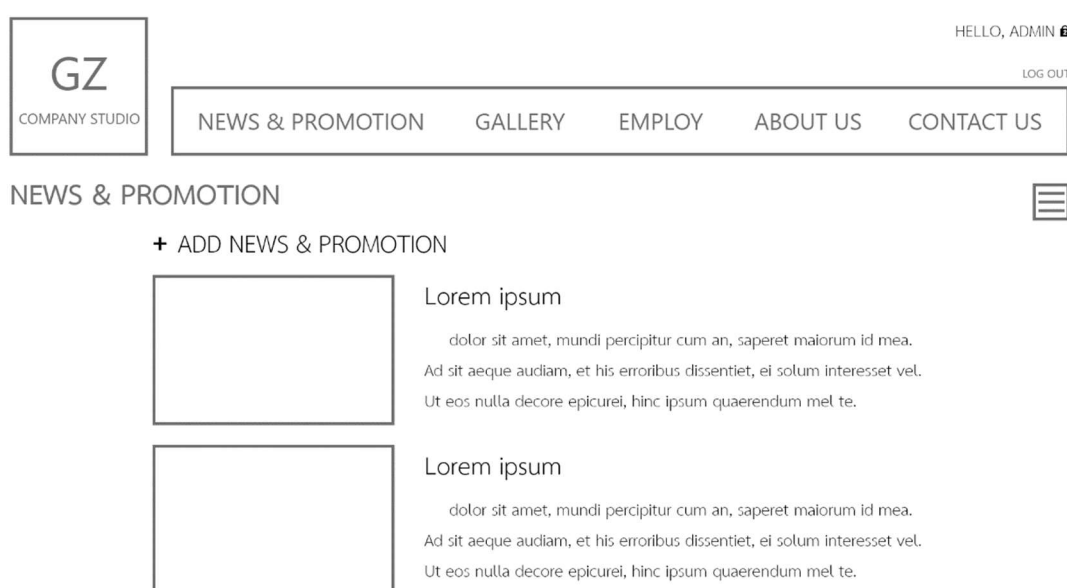 HELLO, ADMIN
GZ
COMPANY STUDIO
LOG OUT
NEWS & PROMOTION GALLERY EMPLOY ABOUT US CONTACT US
NEWS & PROMOTION
+ ADD NEWS & PROMOTION
Lorem ipsum
dolor sit amet, mundi percipitur cum an, saperet maiorum id mea.
Ad sit aeque audiam, et his erroribus dissentiet, ei solum interesset vel.
Ut eos nulla decore epicurei, hinc ipsum quaerendum mel te.
Lorem ipsum
dolor sit amet, mundi percipitur cum an, saperet maiorum id mea.
Ad sit aeque audiam, et his erroribus dissentiet, ei solum interesset vel.
Ut eos nulla decore epicurei, hinc ipsum quaerendum mel te.